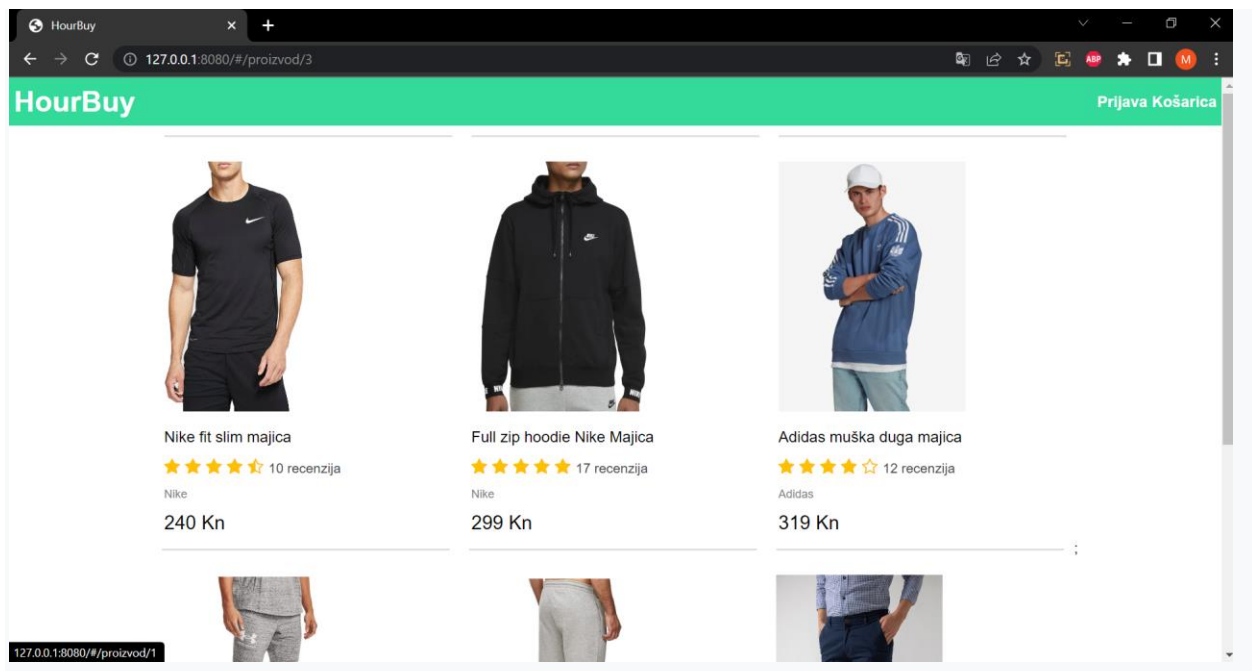 HourBuy
127.0.0.1:8080/#/proizvod/3
ABP
M
HourBuy
Prijava Košarica
Nike fit slim majica
10 recenzija
Nike
240 Kn
Full zip hoodie Nike Majica
17 recenzija
Nike
299 Kn
Adidas muška duga majica
12 recenzija
Adidas
319 Kn
;
127.0.0.1:8080/#/proizvod/1